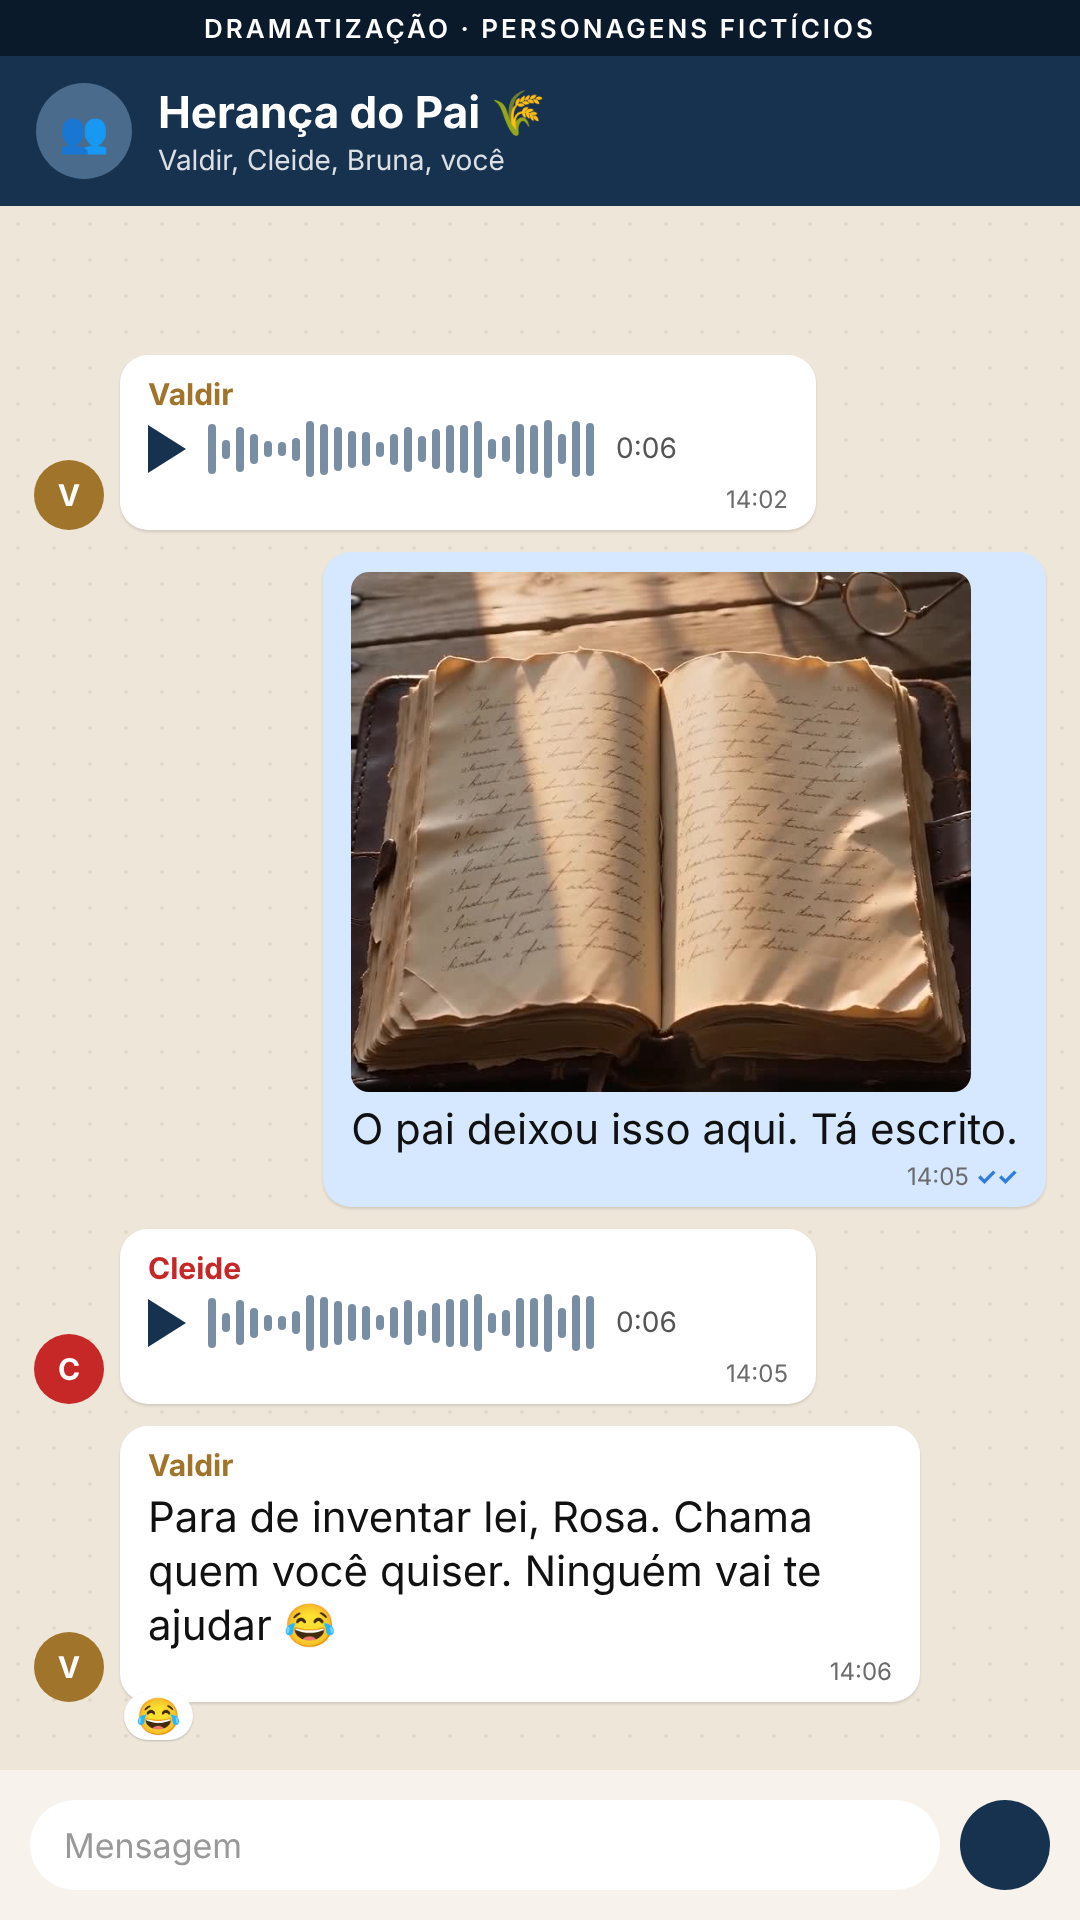 DRAMATIZAÇÃO · PERSONAGENS FICTÍCIOS
Herança do Pai 🌾
Valdir, Cleide, Bruna, você
Valdir
0:06
14:02
V
O pai deixou isso aqui. Tá escrito.
14:05
Cleide
0:06
14:05
C
Valdir
Para de inventar lei, Rosa. Chama
quem você quiser. Ninguém vai te
ajudar 😂
14:06
V
😂
Mensagem